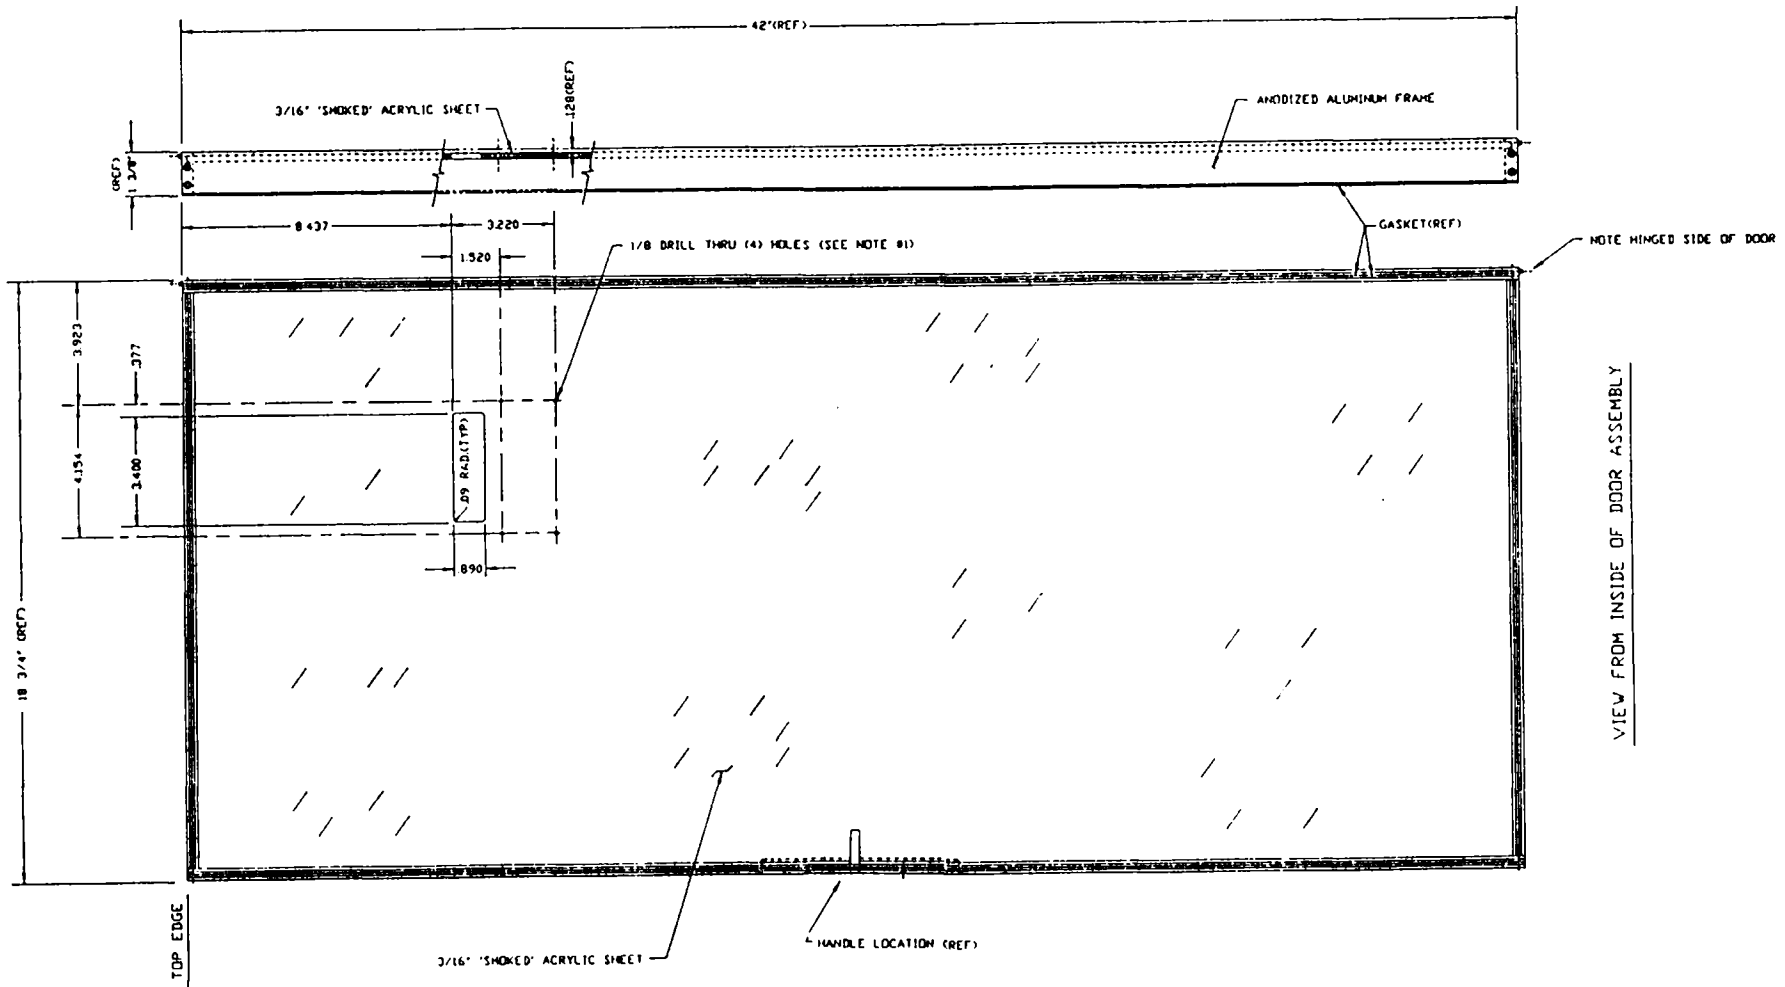 42"(REF)
3/16" 'SMOKED' ACRYLIC SHEET
.128(REF)
ANODIZED ALUMINUM FRAME
(REF)
1 3/8"
8.437
3.220
GASKET(REF)
1/8 DRILL THRU (4) HOLES (SEE NOTE #1)
NOTE HINGED SIDE OF DOOR
1.520
3.923
.377
4.154
3.400
.09 RAD.(TYP)
.890
18 3/4" (REF)
VIEW FROM INSIDE OF DOOR ASSEMBLY
TOP EDGE
HANDLE LOCATION (REF)
3/16" 'SMOKED' ACRYLIC SHEET